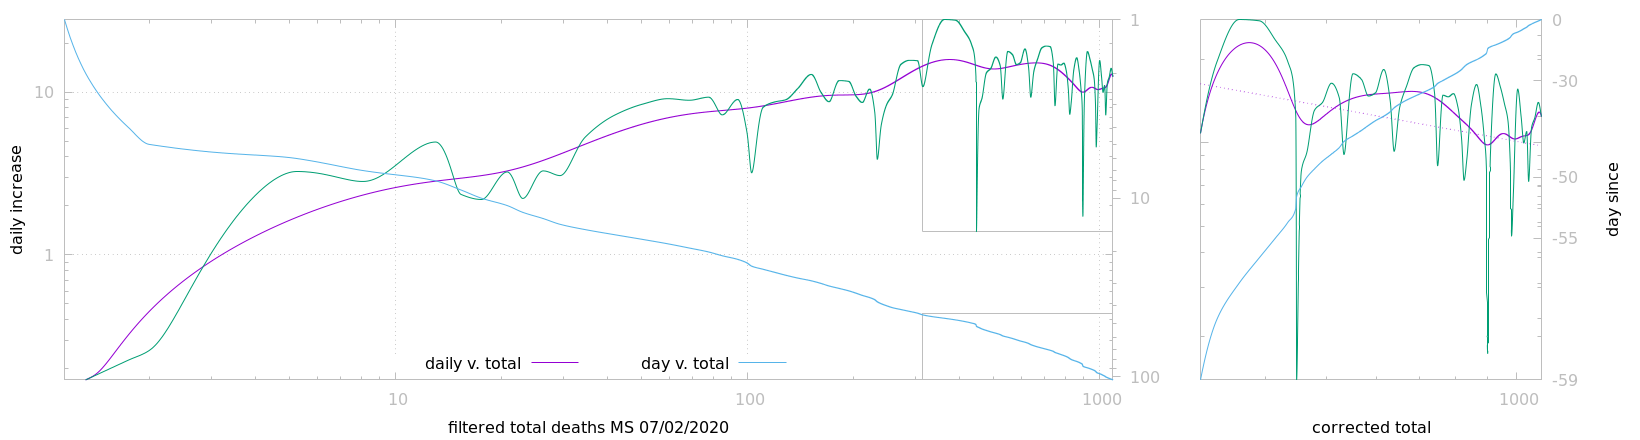 daily increase
10
1
daily v. total
day v. total
10
100
1000
filtered total deaths MS 07/02/2020
1
10
100
0
-30
-50
-55
-59
day since
1000
corrected total